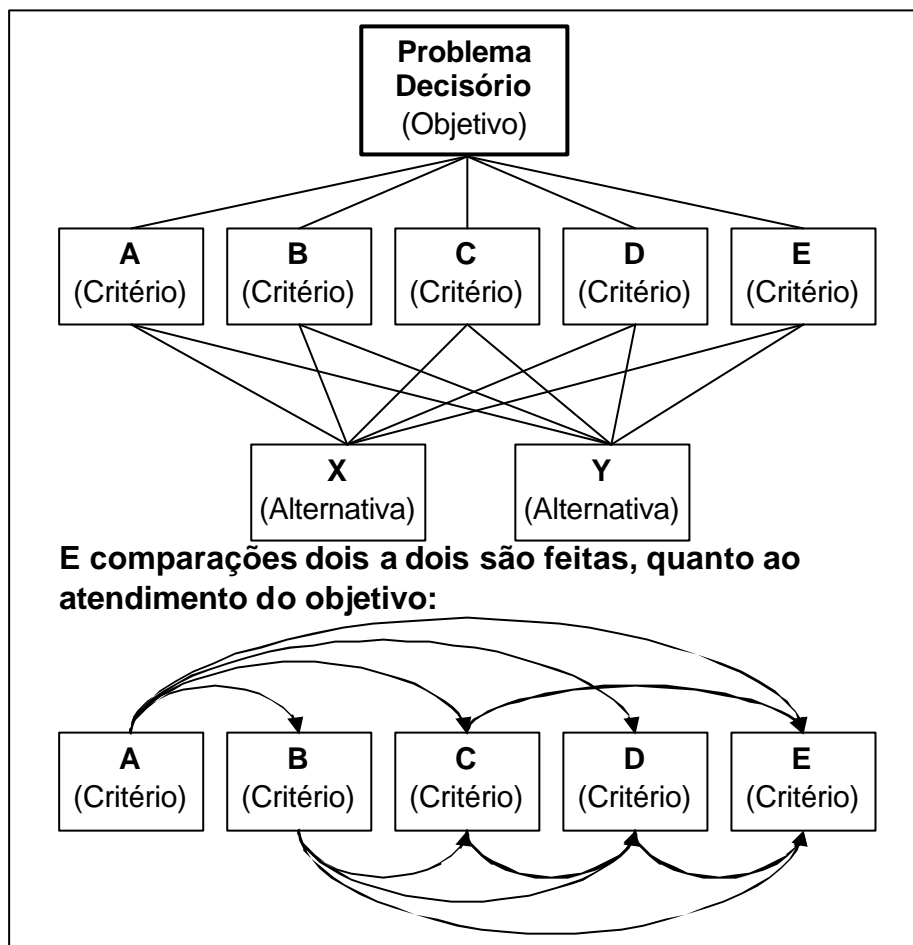 Problema
Decisório
(Objetivo)
A
(Critério)
B
(Critério)
C
(Critério)
D
(Critério)
E
(Critério)
X
(Alternativa)
Y
(Alternativa)
E comparações dois a dois são feitas, quanto ao
atendimento do objetivo:
A
(Critério)
B
(Critério)
C
(Critério)
D
(Critério)
E
(Critério)